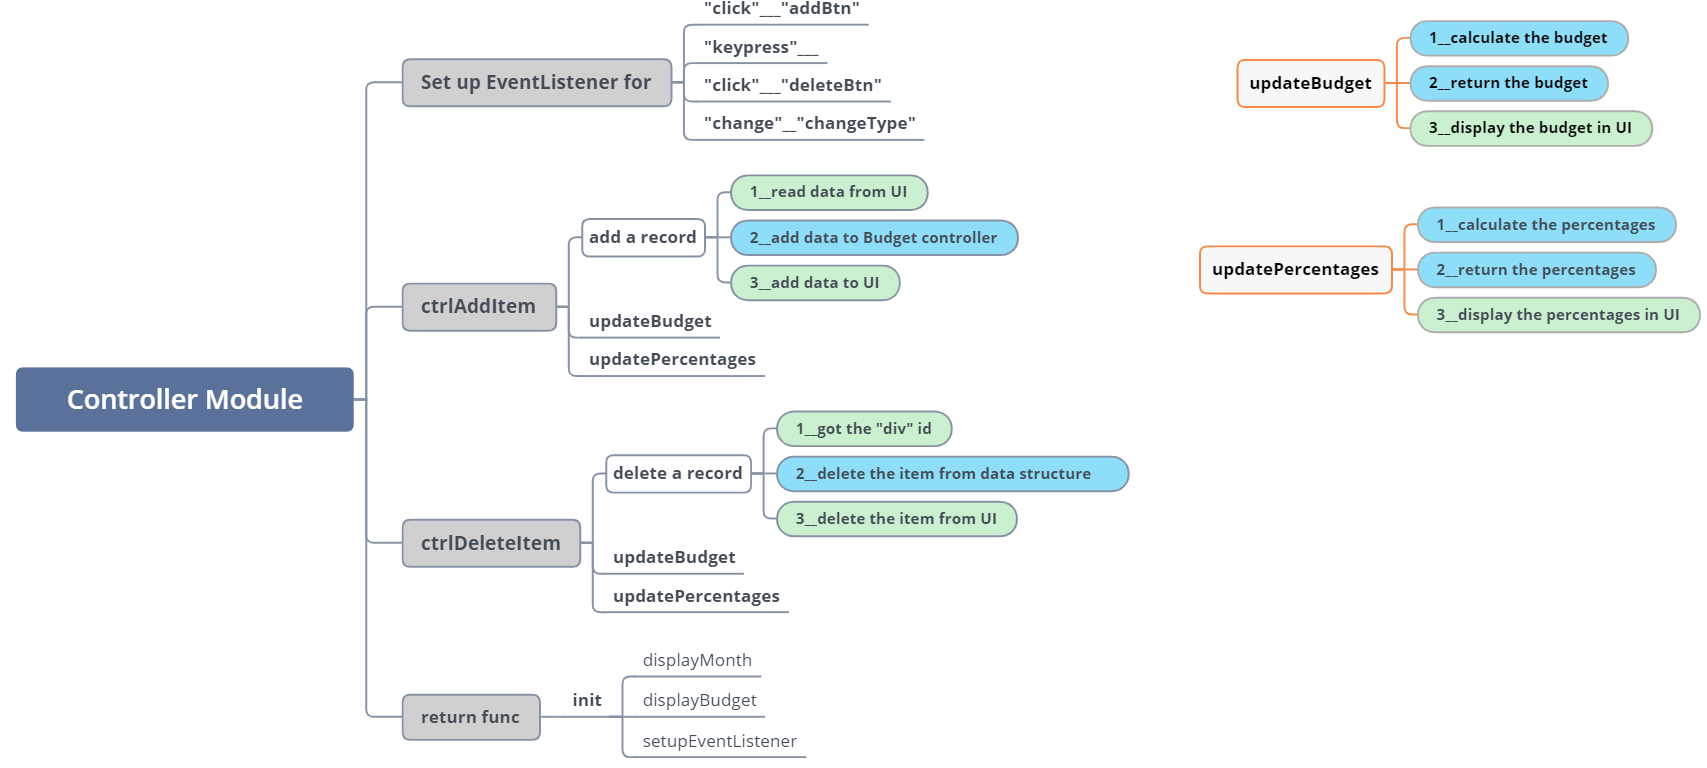 "click"___"addBtn"
"keypress"___
Set up EventListener for
"click"___"deleteBtn"
"change"__"changeType"
1__read data from UI
add a record
2__add data to Budget controller
3__add data to UI
ctrlAddItem
updateBudget
updatePercentages
Controller Module
1__got the "div" id
delete a record
2__delete the item from data structure
3__delete the item from UI
ctrlDeleteItem
updateBudget
updatePercentages
displayMonth
return func
init
displayBudget
setupEventListener
1__calculate the budget
updateBudget
2__return the budget
3__display the budget in UI
1__calculate the percentages
updatePercentages
2__return the percentages
3__display the percentages in UI